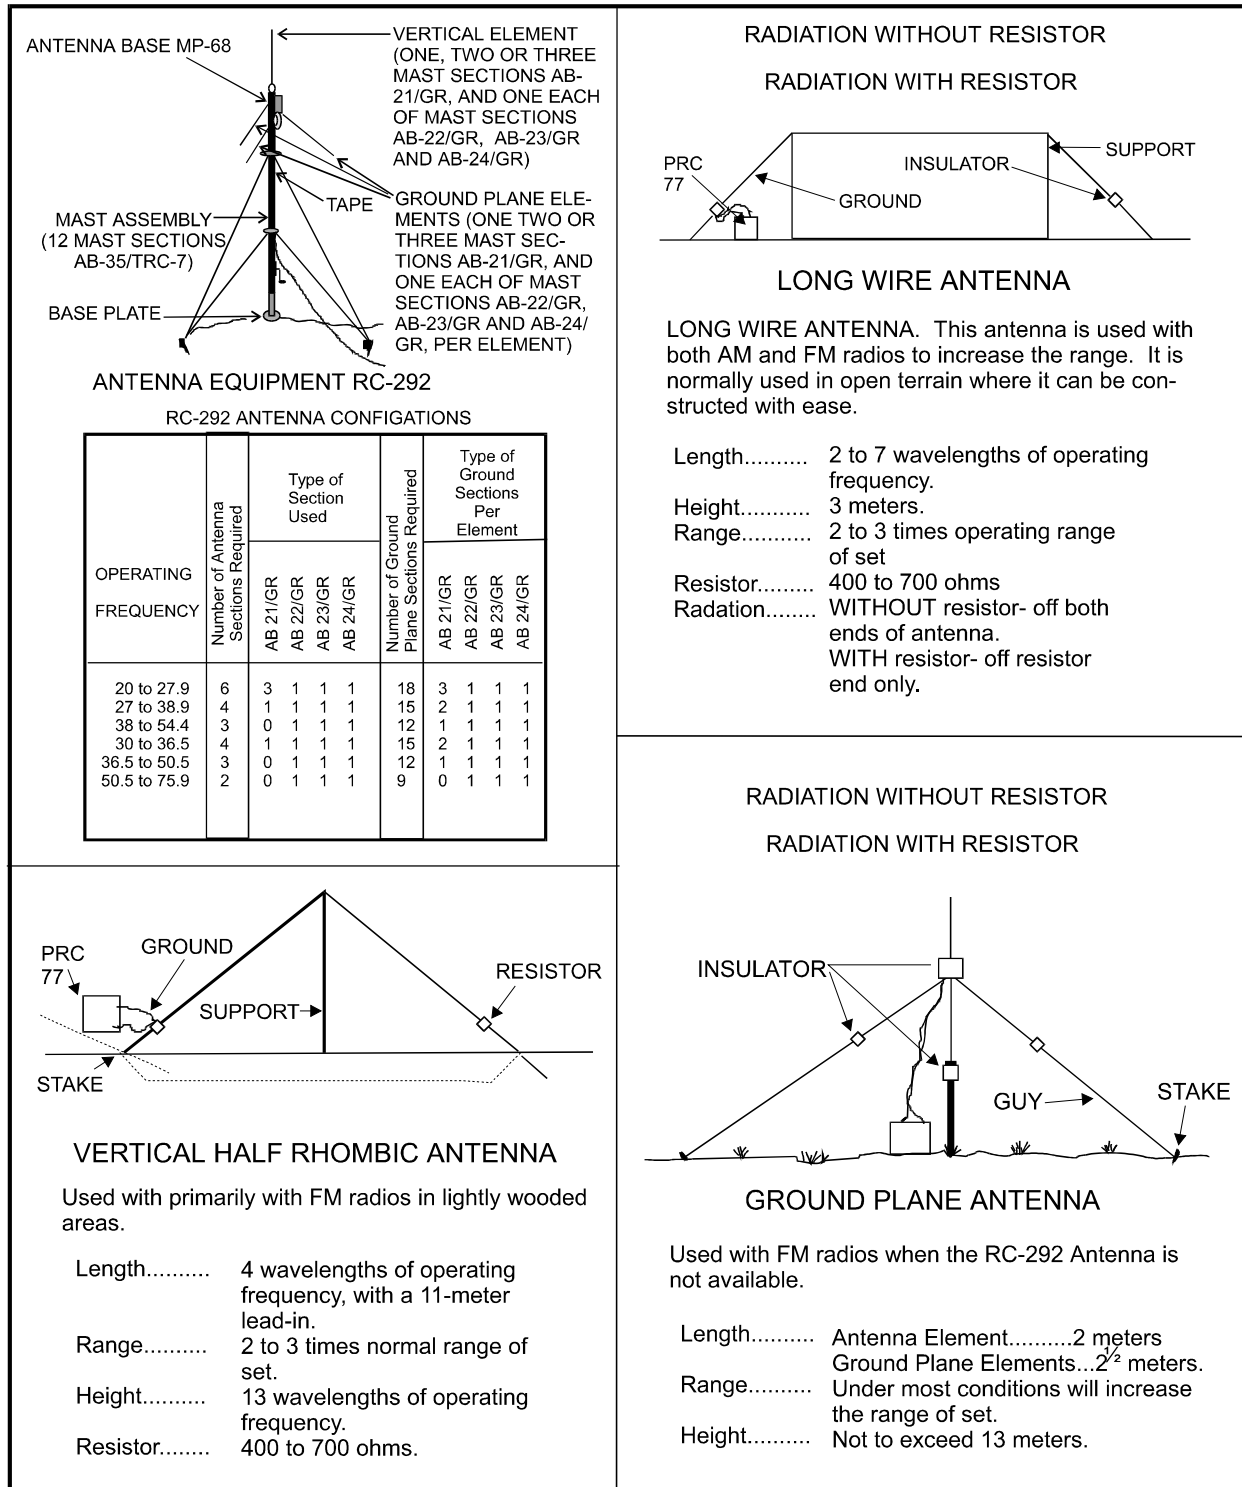 ANTENNA BASE MP-68
VERTICAL ELEMENT
(ONE, TWO OR THREE
MAST SECTIONS AB-
21/GR, AND ONE EACH
OF MAST SECTIONS
AB-22/GR, AB-23/GR
AND AB-24/GR)
TAPE
GROUND PLANE ELE-
MENTS (ONE TWO OR
THREE MAST SEC-
TIONS AB-21/GR, AND
ONE EACH OF MAST
SECTIONS AB-22/GR,
AB-23/GR AND AB-24/
GR, PER ELEMENT)
MAST ASSEMBLY
(12 MAST SECTIONS
AB-35/TRC-7)
BASE PLATE
ANTENNA EQUIPMENT RC-292
RC-292 ANTENNA CONFIGATIONS
OPERATING
FREQUENCY
Number of Antenna
Sections Required
Type of
Section
Used
AB 21/GR
AB 22/GR
AB 23/GR
AB 24/GR
Number of Ground
Plane Sections Required
Type of
Ground
Sections
Per
Element
AB 21/GR
AB 22/GR
AB 23/GR
AB 24/GR
20 to 27.9 6 3 1 1 1 18 3 1 1 1
27 to 38.9 4 1 1 1 1 15 2 1 1 1
38 to 54.4 3 0 1 1 1 12 1 1 1 1
30 to 36.5 4 1 1 1 1 15 2 1 1 1
36.5 to 50.5 3 0 1 1 1 12 1 1 1 1
50.5 to 75.9 2 0 1 1 1 9 0 1 1 1
RADIATION WITHOUT RESISTOR
RADIATION WITH RESISTOR
PRC
77
GROUND
INSULATOR
SUPPORT
LONG WIRE ANTENNA
LONG WIRE ANTENNA. This antenna is used with
both AM and FM radios to increase the range. It is
normally used in open terrain where it can be con-
structed with ease.
Length.......... 2 to 7 wavelengths of operating
frequency.
Height........... 3 meters.
Range........... 2 to 3 times operating range
of set
Resistor......... 400 to 700 ohms
Radation........ WITHOUT resistor- off both
ends of antenna.
WITH resistor- off resistor
end only.
PRC
77
GROUND
SUPPORT
RESISTOR
STAKE
VERTICAL HALF RHOMBIC ANTENNA
Used with primarily with FM radios in lightly wooded
areas.
Length.......... 4 wavelengths of operating
frequency, with a 11-meter
lead-in.
Range.......... 2 to 3 times normal range of
set.
Height.......... 13 wavelengths of operating
frequency.
Resistor........ 400 to 700 ohms.
RADIATION WITHOUT RESISTOR
RADIATION WITH RESISTOR
INSULATOR
GUY
STAKE
GROUND PLANE ANTENNA
Used with FM radios when the RC-292 Antenna is
not available.
Length.......... Antenna Element..........2 meters
Ground Plane Elements...2 1/2 meters.
Range.......... Under most conditions will increase
the range of set.
Height.......... Not to exceed 13 meters.